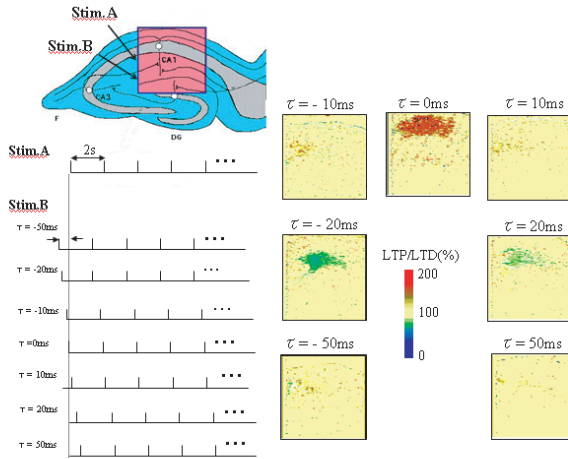 Stim.A
Stim.B
CA1
CA3
F
DG
Stim.A
2s
Stim.B
τ = -50ms
τ = -20ms
τ = -10ms
τ =0ms
τ = 10ms
τ = 20ms
τ = 50ms
τ = - 10ms
τ = 0ms
τ = 10ms
τ = - 20ms
τ = 20ms
LTP/LTD(%)
200
100
0
τ = - 50ms
τ = 50ms